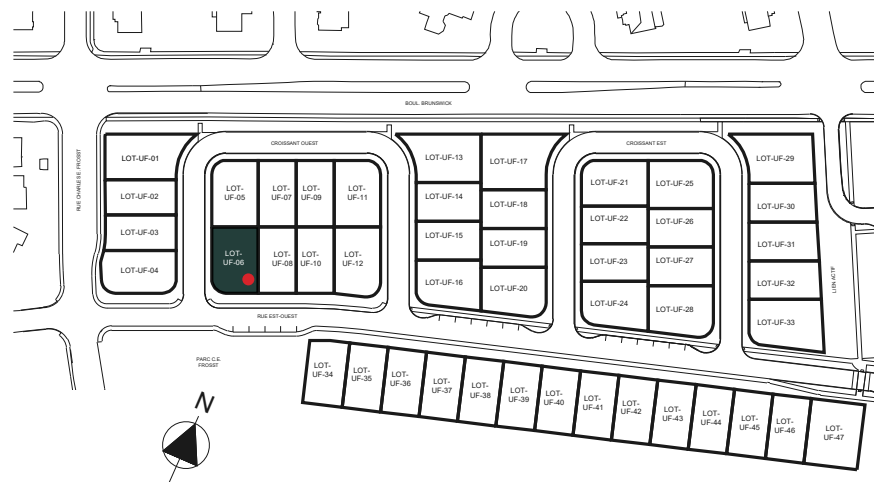 BOUL. BRUNSWICK
RUE CHARLES E. FROSST
CROISSANT OUEST
CROISSANT EST
LOT-UF-01
LOT-UF-02
LOT-UF-03
LOT-UF-04
LOT-
UF-05
LOT-
UF-07
LOT-
UF-09
LOT-
UF-11
LOT-
UF-06
LOT-
UF-08
LOT-
UF-10
LOT-
UF-12
LOT-UF-13
LOT-UF-14
LOT-UF-15
LOT-UF-16
LOT-UF-17
LOT-UF-18
LOT-UF-19
LOT-UF-20
LOT-UF-21
LOT-UF-22
LOT-UF-23
LOT-UF-24
LOT-UF-25
LOT-UF-26
LOT-UF-27
LOT-UF-28
LOT-UF-29
LOT-UF-30
LOT-UF-31
LOT-UF-32
LOT-UF-33
LIEN ACTIF
RUE EST-OUEST
PARC C.E.
FROSST
LOT-
UF-34
LOT-
UF-35
LOT-
UF-36
LOT-
UF-37
LOT-
UF-38
LOT-
UF-39
LOT-
UF-40
LOT-
UF-41
LOT-
UF-42
LOT-
UF-43
LOT-
UF-44
LOT-
UF-45
LOT-
UF-46
LOT-
UF-47
N